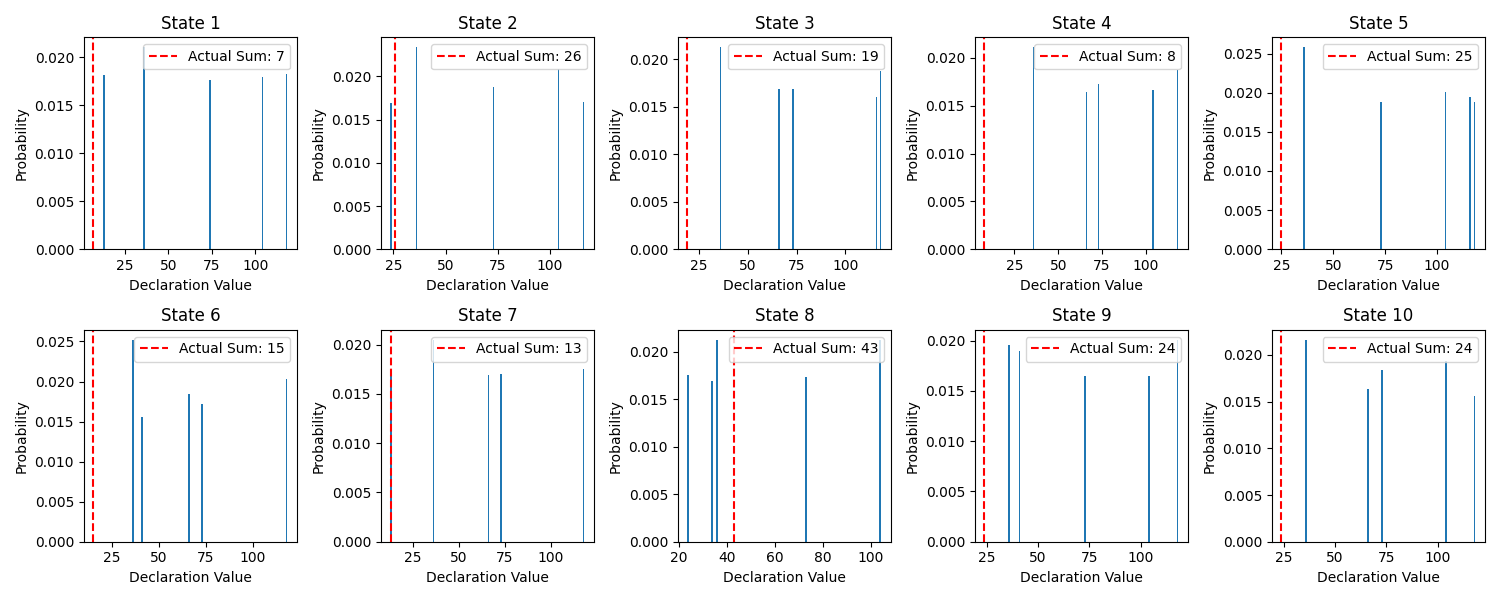 State 1
State 2
State 3
State 4
State 5
Actual Sum: 7
Actual Sum: 26
Actual Sum: 19
Actual Sum: 8
Actual Sum: 25
Probability
0.020
0.015
0.010
0.005
0.000
25 50 75 100
Declaration Value
Probability
0.020
0.015
0.010
0.005
0.000
25 50 75 100
Declaration Value
Probability
0.020
0.015
0.010
0.005
0.000
25 50 75 100
Declaration Value
Probability
0.020
0.015
0.010
0.005
0.000
25 50 75 100
Declaration Value
Probability
0.025
0.020
0.015
0.010
0.005
0.000
25 50 75 100
Declaration Value
State 6
State 7
State 8
State 9
State 10
Actual Sum: 15
Actual Sum: 13
Actual Sum: 43
Actual Sum: 24
Actual Sum: 24
Probability
0.025
0.020
0.015
0.010
0.005
0.000
25 50 75 100
Declaration Value
Probability
0.020
0.015
0.010
0.005
0.000
25 50 75 100
Declaration Value
Probability
0.020
0.015
0.010
0.005
0.000
20 40 60 80 100
Declaration Value
Probability
0.020
0.015
0.010
0.005
0.000
25 50 75 100
Declaration Value
Probability
0.020
0.015
0.010
0.005
0.000
25 50 75 100
Declaration Value